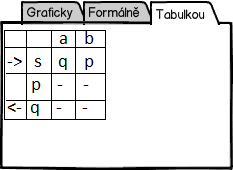 Graficky Formálně Tabulkou
a b
-> s q p
p - -
<- q - -